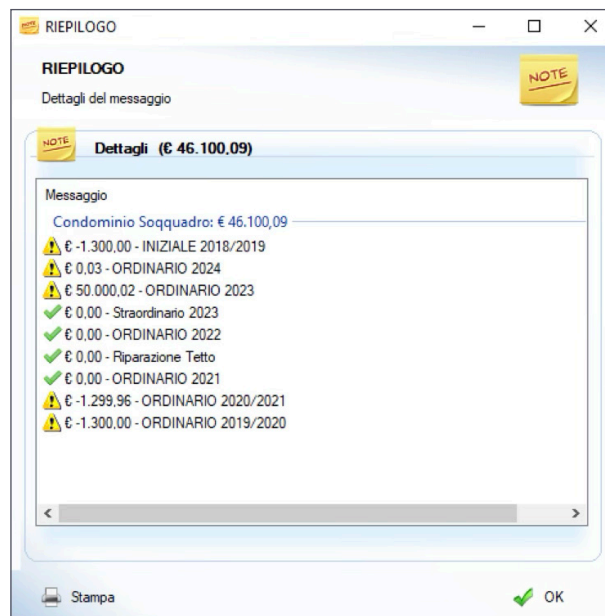 RIEPILOGO
RIEPILOGO
NOTE
Dettagli del messaggio
NOTE
Dettagli (€ 46.100,09)
Messaggio
Condominio Soqquadro: € 46.100,09
€ -1.300,00 - INIZIALE 2018/2019
€ 0,03 - ORDINARIO 2024
€ 50.000,02 - ORDINARIO 2023
€ 0,00 - Straordinario 2023
€ 0,00 - ORDINARIO 2022
€ 0,00 - Riparazione Tetto
€ 0,00 - ORDINARIO 2021
€ -1.299,96 - ORDINARIO 2020/2021
€ -1.300,00 - ORDINARIO 2019/2020
Stampa
OK